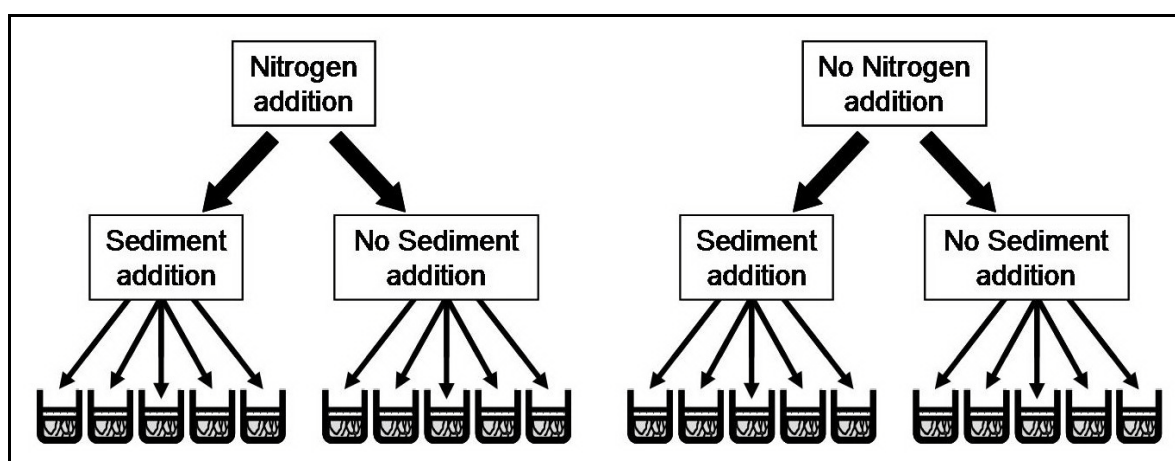 Nitrogen
addition
No Nitrogen
addition
Sediment
addition
No Sediment
addition
Sediment
addition
No Sediment
addition